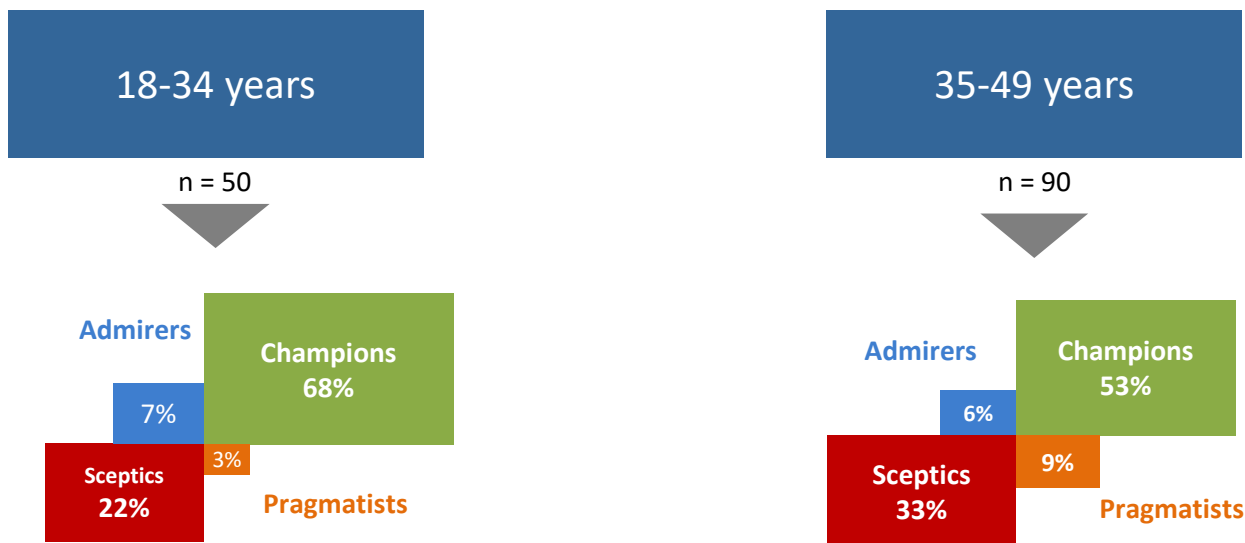 18-34 years
n = 50
Admirers
Champions
68%
7%
3%
Sceptics
22%
Pragmatists
35-49 years
n = 90
Admirers
Champions
53%
6%
9%
Sceptics
33%
Pragmatists